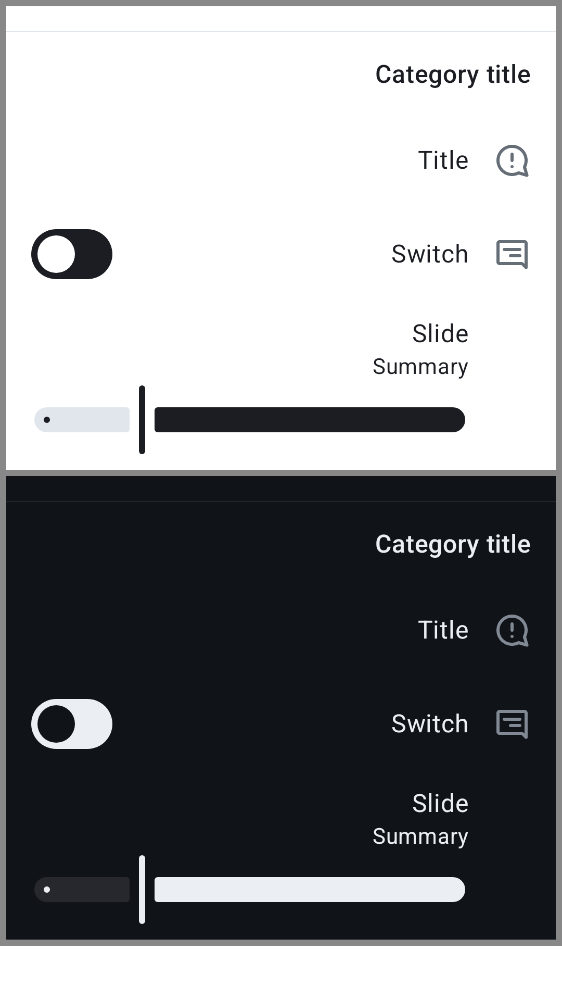 Category title
Title
Switch
Slide
Summary
Category title
Title
Switch
Slide
Summary